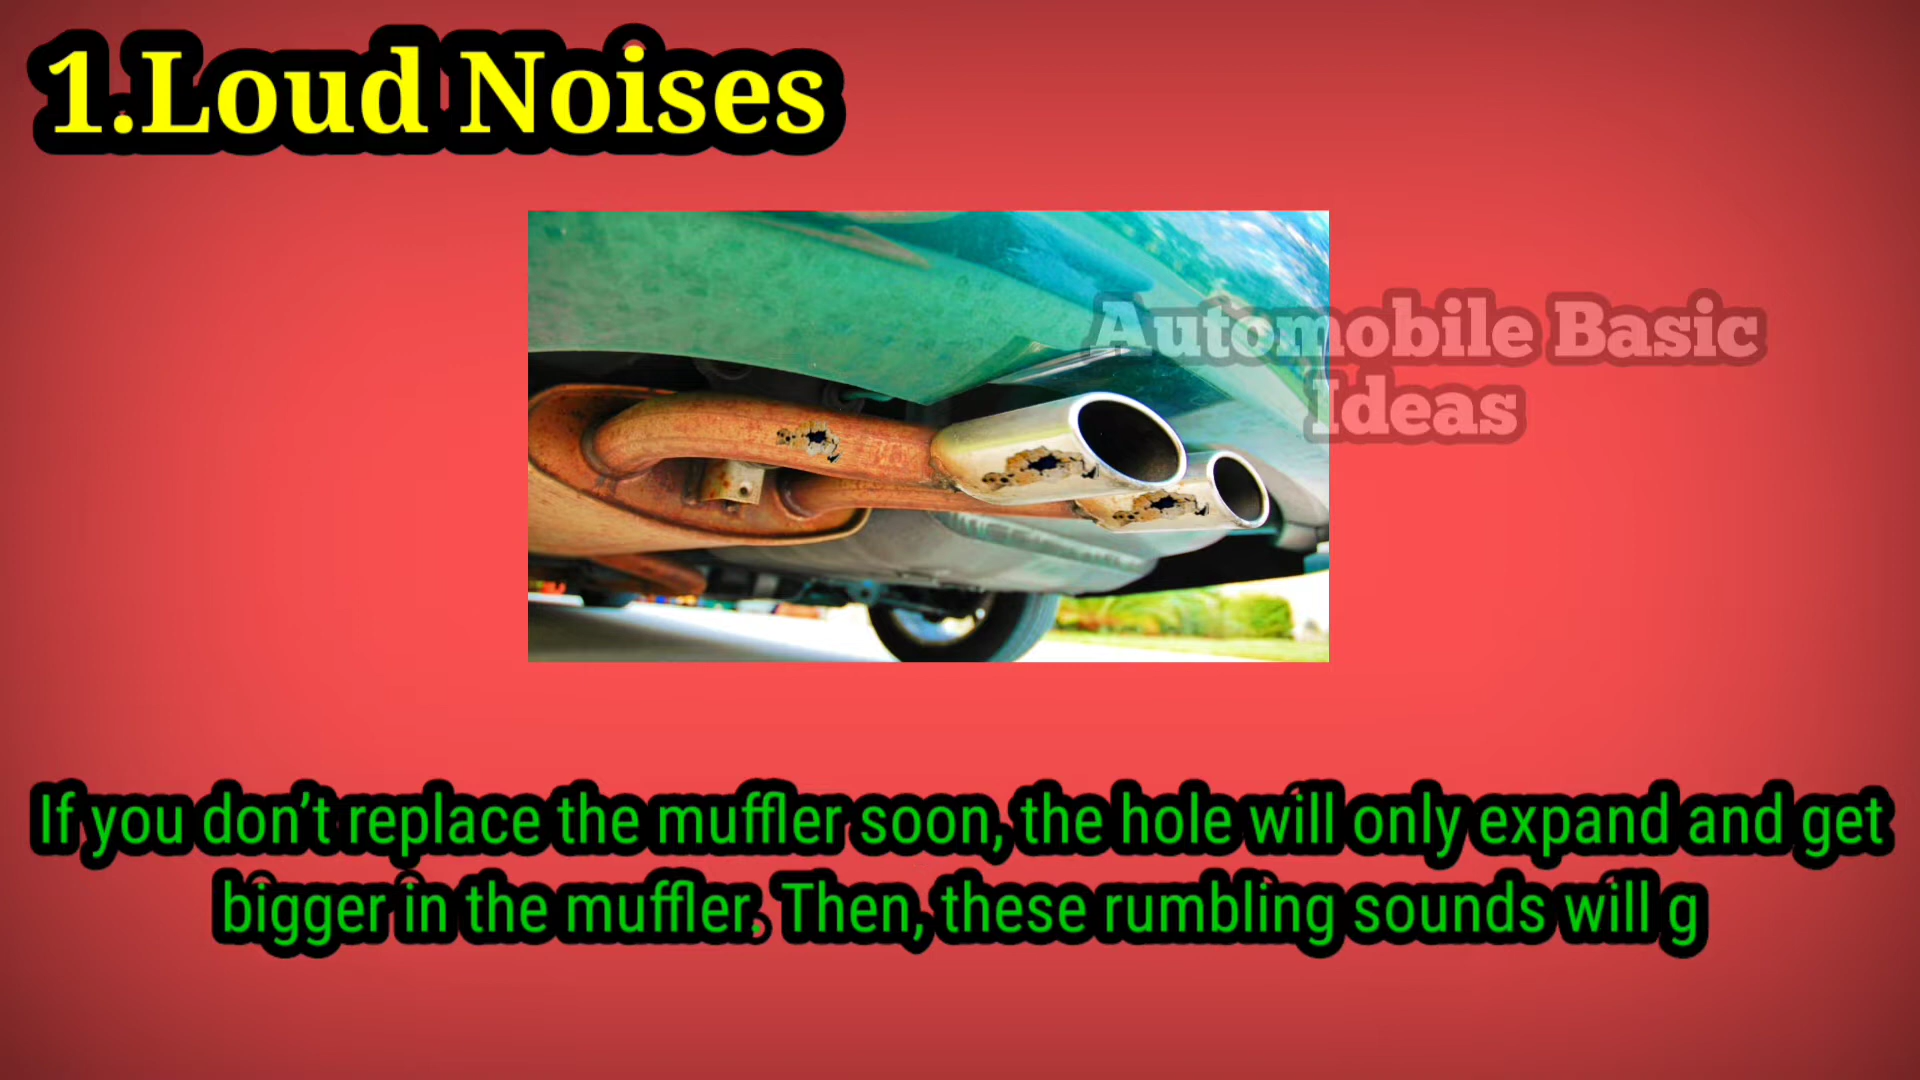 1.Loud Noises
Automobile Basic
Ideas
If you don’t replace the muffler soon, the hole will only expand and get
bigger in the muffler. Then, these rumbling sounds will g